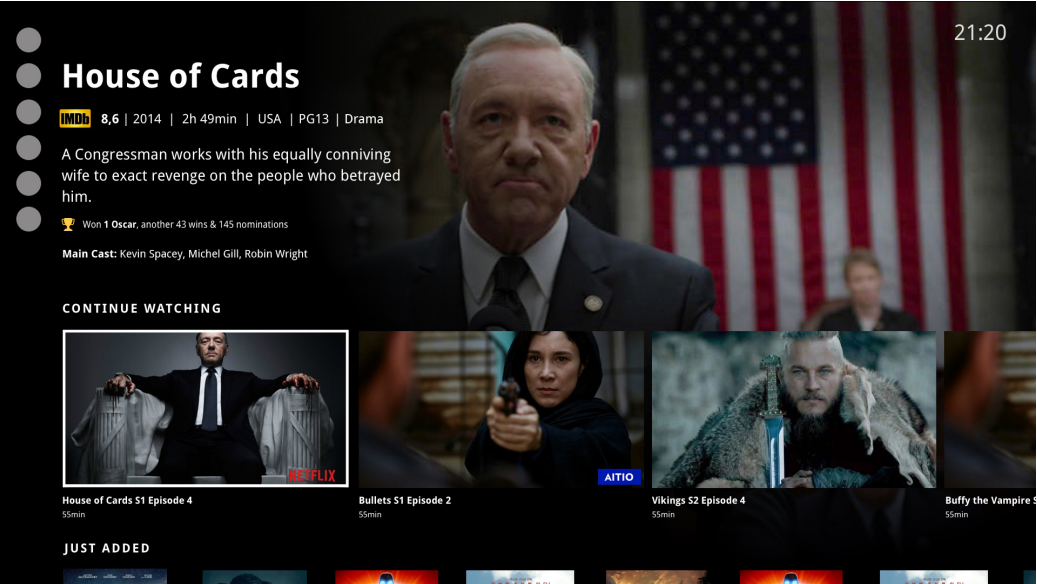 21:20
House of Cards
IMDb 8,6 | 2014 | 2h 49min | USA | PG13 | Drama
A Congressman works with his equally conniving
wife to exact revenge on the people who betrayed
him.
Won 1 Oscar, another 43 wins & 145 nominations
Main Cast: Kevin Spacey, Michel Gill, Robin Wright
CONTINUE WATCHING
NETFLIX
AITIO
House of Cards S1 Episode 4
55min
Bullets S1 Episode 2
55min
Vikings S2 Episode 4
55min
Buffy the Vampire S
55min
JUST ADDED